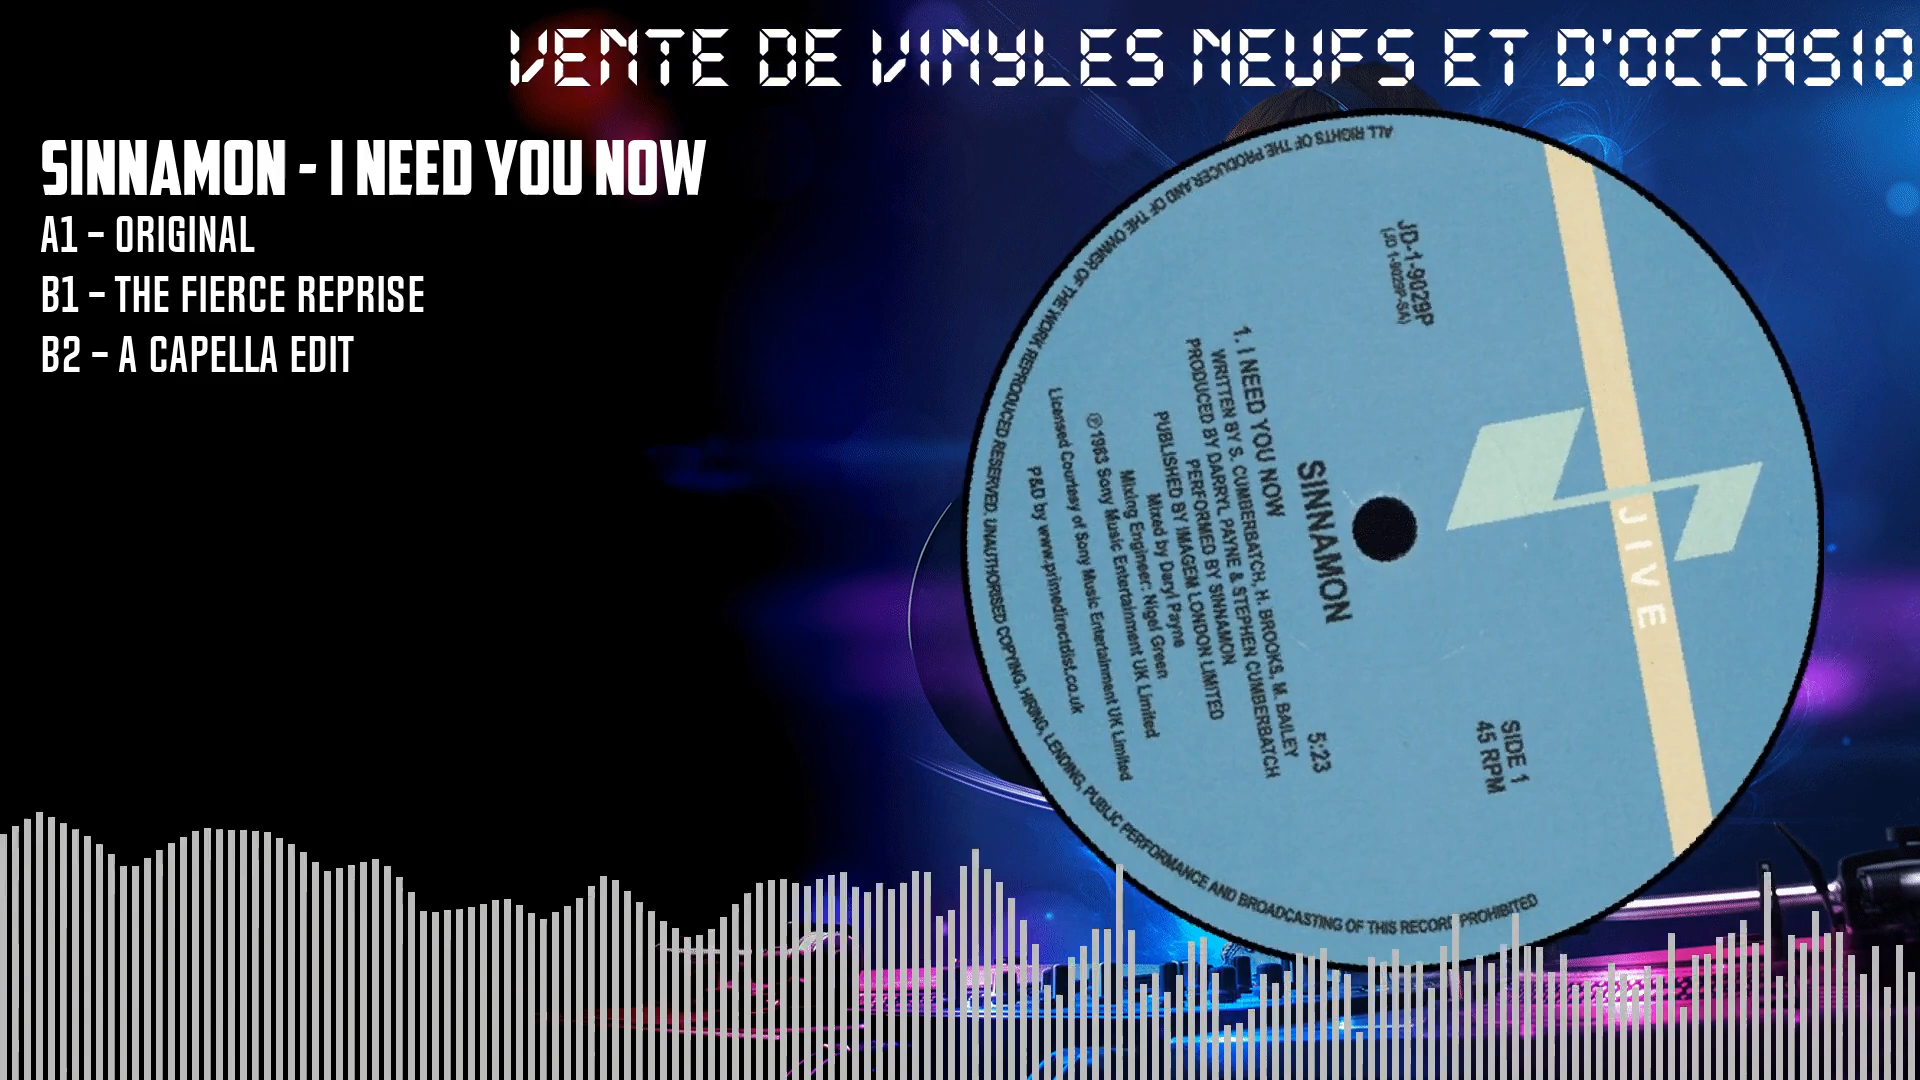 VENTE DE VINYLES NEUFS ET D'OCCASIO
SINNAMON - I NEED YOU NOW
A1 – ORIGINAL
B1 – THE FIERCE REPRISE
B2 – A CAPELLA EDIT
JIVE
SIDE 1
45 RPM
JD-1-9029P
(JD 1-9029P-SA)
SINNAMON
1. I NEED YOU NOW 5:23
WRITTEN BY S. CUMBERBATCH, H. BROOKS, M. BAILEY
PRODUCED BY DARRYL PAYNE & STEPHEN CUMBERBATCH
PERFORMED BY SINNAMON
PUBLISHED BY IMAGEM LONDON LIMITED
Mixed by Daryl Payne
Mixing Engineer: Nigel Green
℗1983 Sony Music Entertainment UK Limited
Licensed Courtesy of Sony Music Entertainment UK Limited
P&D by www.primedirectdist.co.uk
ALL RIGHTS OF THE PRODUCER AND OF THE OWNER OF THE WORK REPRODUCED RESERVED. UNAUTHORISED COPYING, HIRING, LENDING, PUBLIC PERFORMANCE AND BROADCASTING OF THIS RECORD PROHIBITED